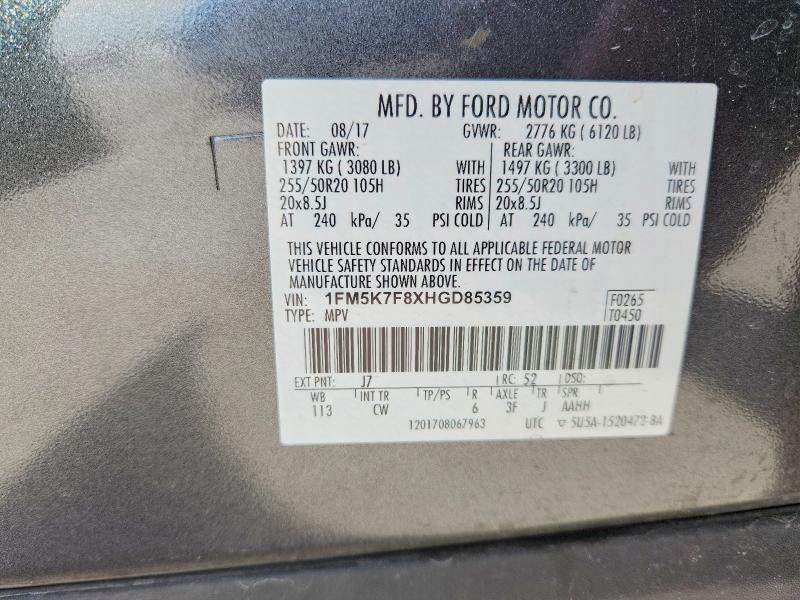 MFD. BY FORD MOTOR CO.
DATE: 08/17 GVWR: 2776 KG ( 6120 LB)
FRONT GAWR: REAR GAWR:
1397 KG ( 3080 LB) WITH 1497 KG ( 3300 LB) WITH
255/50R20 105H TIRES 255/50R20 105H TIRES
20x8.5J RIMS 20x8.5J RIMS
AT 240 kPa/ 35 PSI COLD AT 240 kPa/ 35 PSI COLD
THIS VEHICLE CONFORMS TO ALL APPLICABLE FEDERAL MOTOR
VEHICLE SAFETY STANDARDS IN EFFECT ON THE DATE OF
MANUFACTURE SHOWN ABOVE.
VIN: 1FM5K7F8XHGD85359 F0265
TYPE: MPV T0450
EXT PNT: J7 RC: 52 DSO:
WB INT TR TP/PS R AXLE TR SPR
113 CW 6 3F J AAHH
1201708067963 UTC ▽ 5U5A-1520472-BA